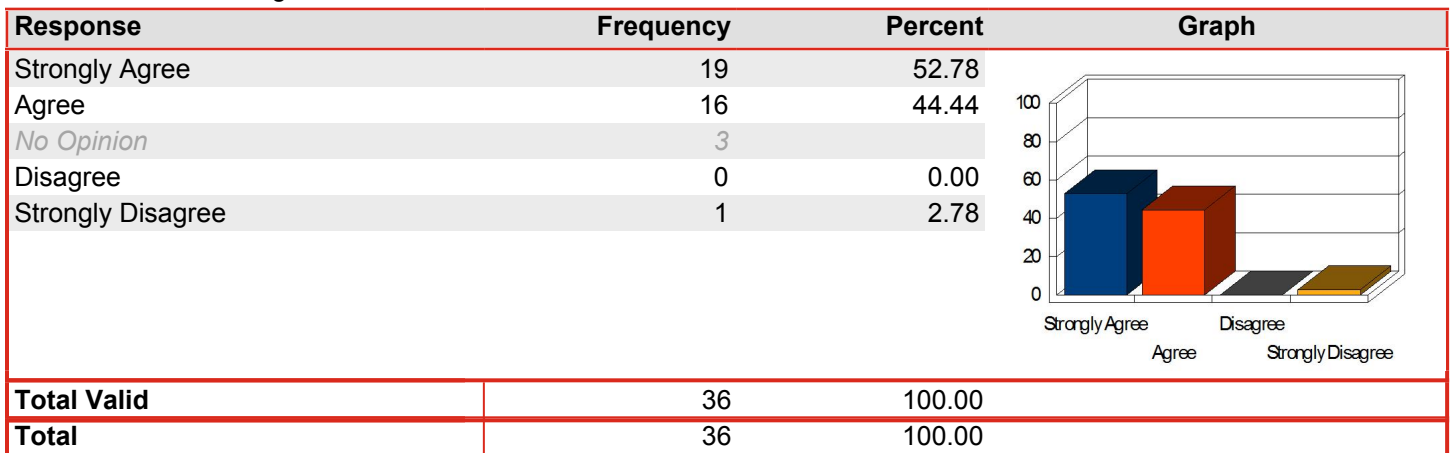 Response Frequency Percent Graph
Strongly Agree 19 52.78
Agree 16 44.44
No Opinion 3
Disagree 0 0.00
Strongly Disagree 1 2.78
100
80
60
40
20
0
Strongly Agree Disagree
Agree Strongly Disagree
Total Valid 36 100.00
Total 36 100.00